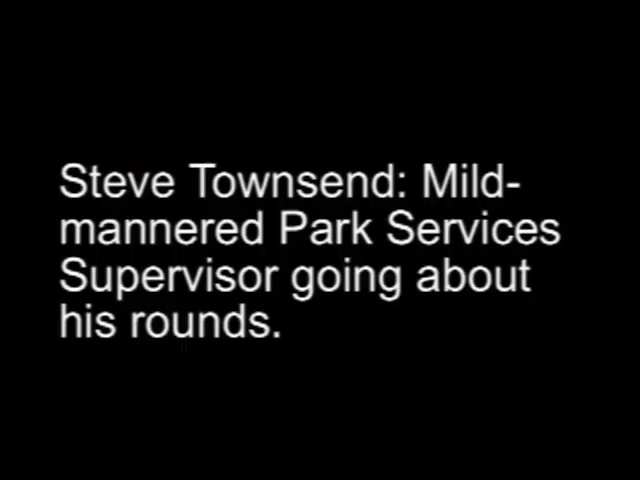 Steve Townsend: Mild-
mannered Park Services
Supervisor going about
his rounds.